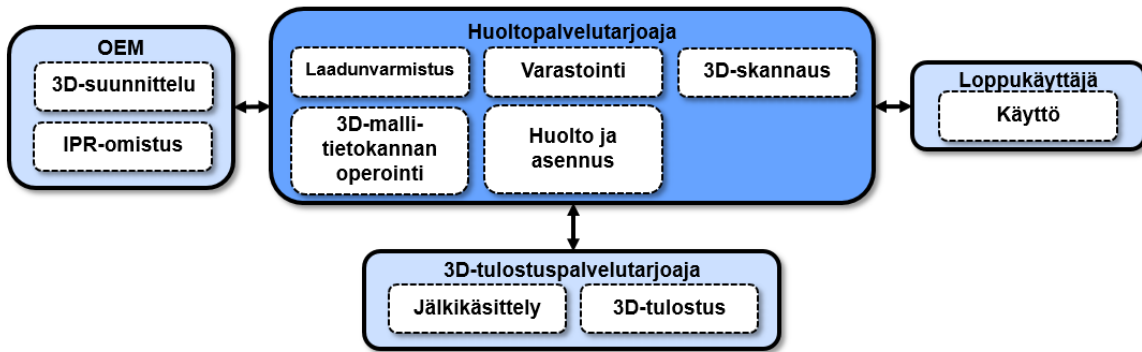 OEM
3D-suunnittelu
IPR-omistus
Huoltopalvelutarjoaja
Laadunvarmistus
Varastointi
3D-skannaus
3D-malli-
tietokannan
operointi
Huolto ja
asennus
Loppukäyttäjä
Käyttö
3D-tulostuspalvelutarjoaja
Jälkikäsittely
3D-tulostus